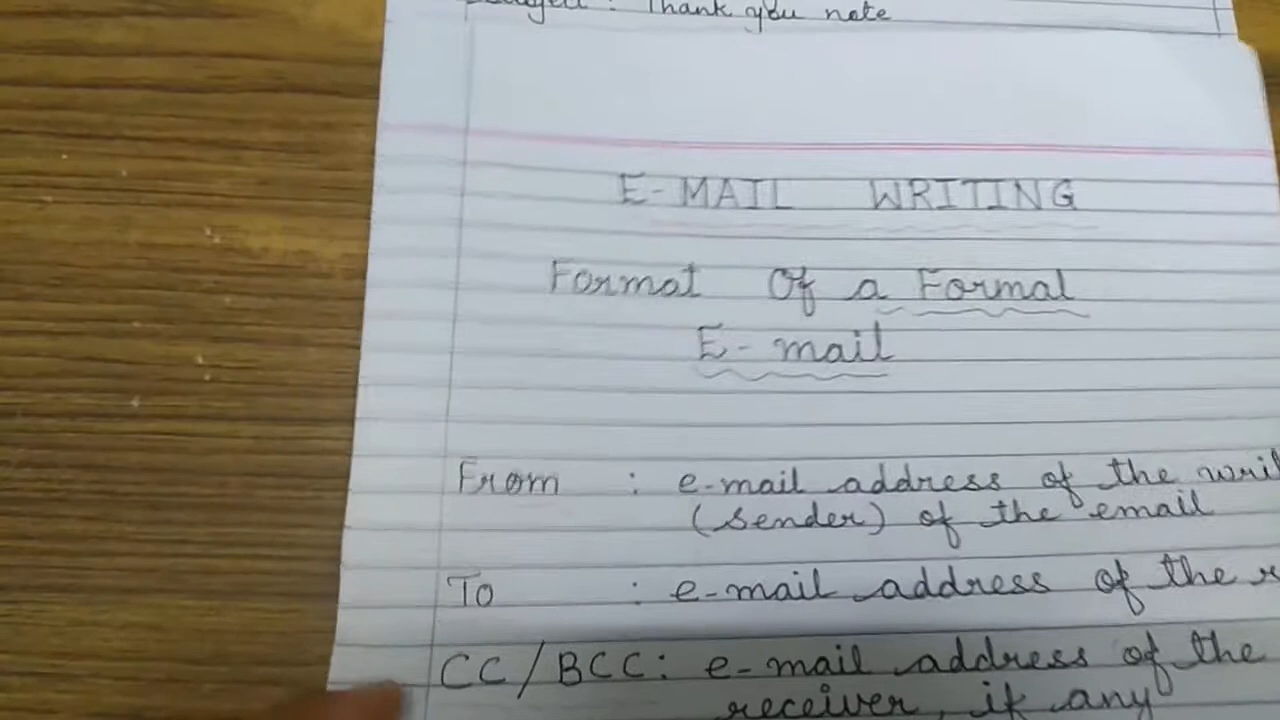 : Thank you note
E-MAIL WRITING
Format Of a Formal
E-mail
From : e-mail address of the
(sender) of the email
To : e-mail address of the
CC/BCC: e-mail address of the
receiver, if any